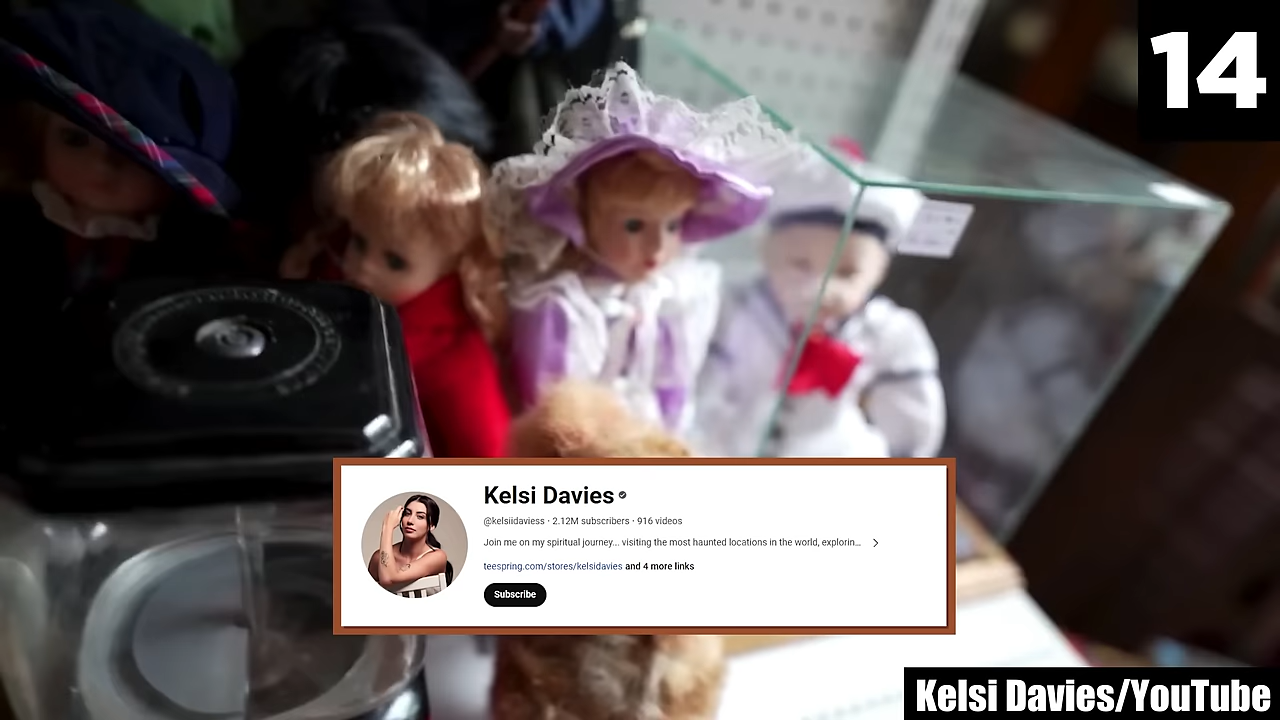 14
Kelsi Davies
@kelsiidaviess · 2.12M subscribers · 916 videos
Join me on my spiritual journey... visiting the most haunted locations in the world, explorin...
teespring.com/stores/kelsidavies and 4 more links
Subscribe
Kelsi Davies/YouTube